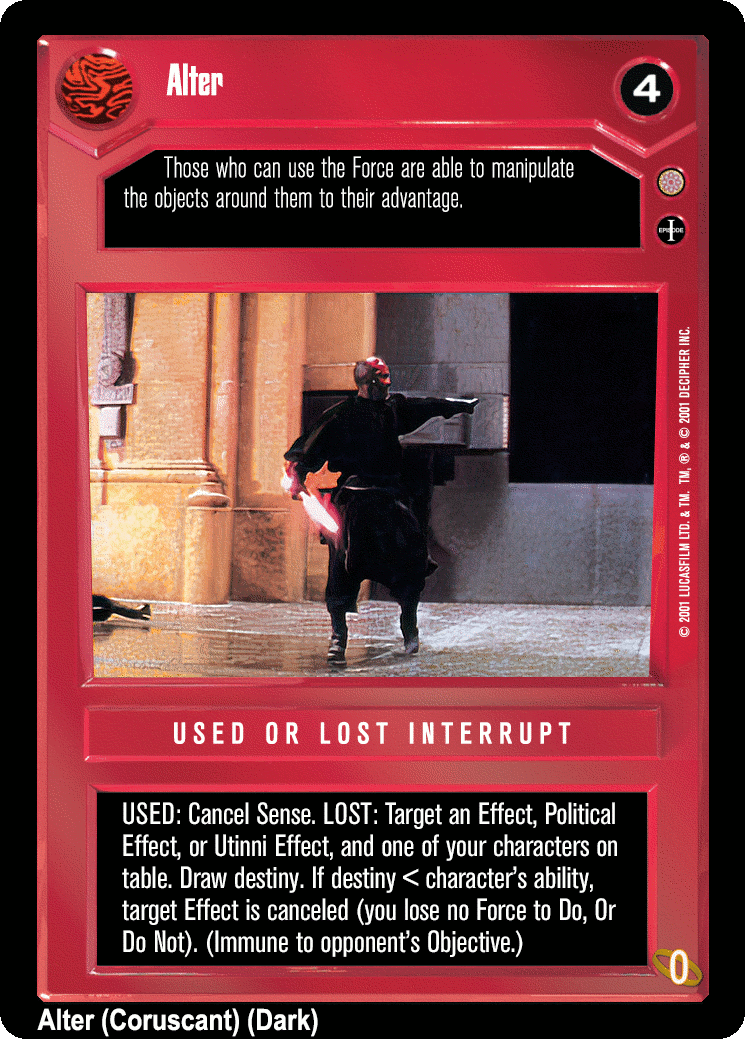 Alter
4
Those who can use the Force are able to manipulate
the objects around them to their advantage.
EPISODE
I
© 2001 LUCASFILM LTD. & TM. TM, ® & © 2001 DECIPHER INC.
USED OR LOST INTERRUPT
USED: Cancel Sense. LOST: Target an Effect, Political
Effect, or Utinni Effect, and one of your characters on
table. Draw destiny. If destiny < character's ability,
target Effect is canceled (you lose no Force to Do, Or
Do Not). (Immune to opponent's Objective.)
0
Alter (Coruscant) (Dark)